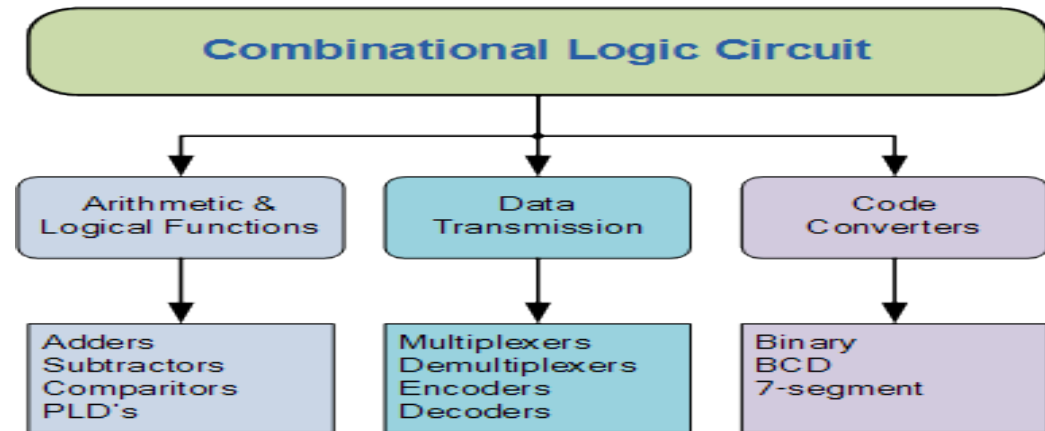 Combinational Logic Circuit
Arithmetic &
Logical Functions
Data
Transmission
Code
Converters
Adders
Subtractors
Comparitors
PLD's
Multiplexers
Demultiplexers
Encoders
Decoders
Binary
BCD
7-segment